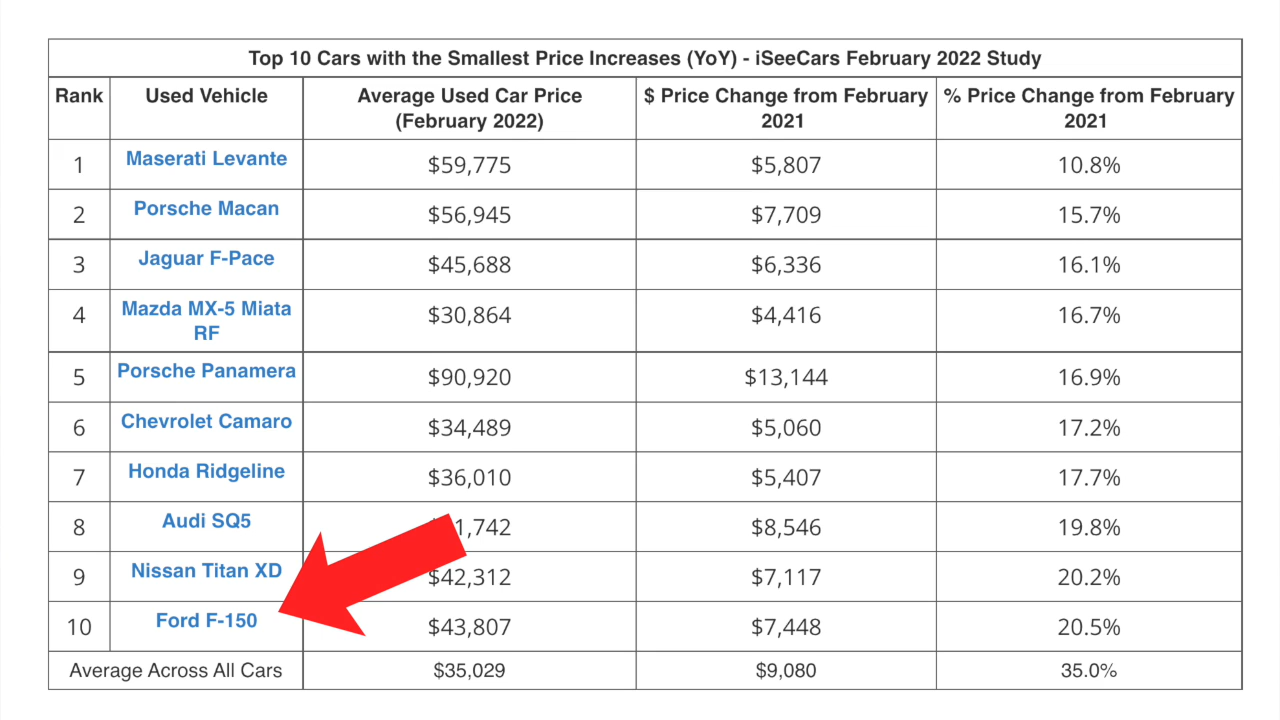 Top 10 Cars with the Smallest Price Increases (YoY) - iSeeCars February 2022 Study
Rank Used Vehicle Average Used Car Price (February 2022) $ Price Change from February 2021 % Price Change from February 2021
1 Maserati Levante $59,775 $5,807 10.8%
2 Porsche Macan $56,945 $7,709 15.7%
3 Jaguar F-Pace $45,688 $6,336 16.1%
4 Mazda MX-5 Miata RF $30,864 $4,416 16.7%
5 Porsche Panamera $90,920 $13,144 16.9%
6 Chevrolet Camaro $34,489 $5,060 17.2%
7 Honda Ridgeline $36,010 $5,407 17.7%
8 Audi SQ5 $8,546 19.8%
9 Nissan Titan XD $42,312 $7,117 20.2%
10 Ford F-150 $43,807 $7,448 20.5%
Average Across All Cars $35,029 $9,080 35.0%